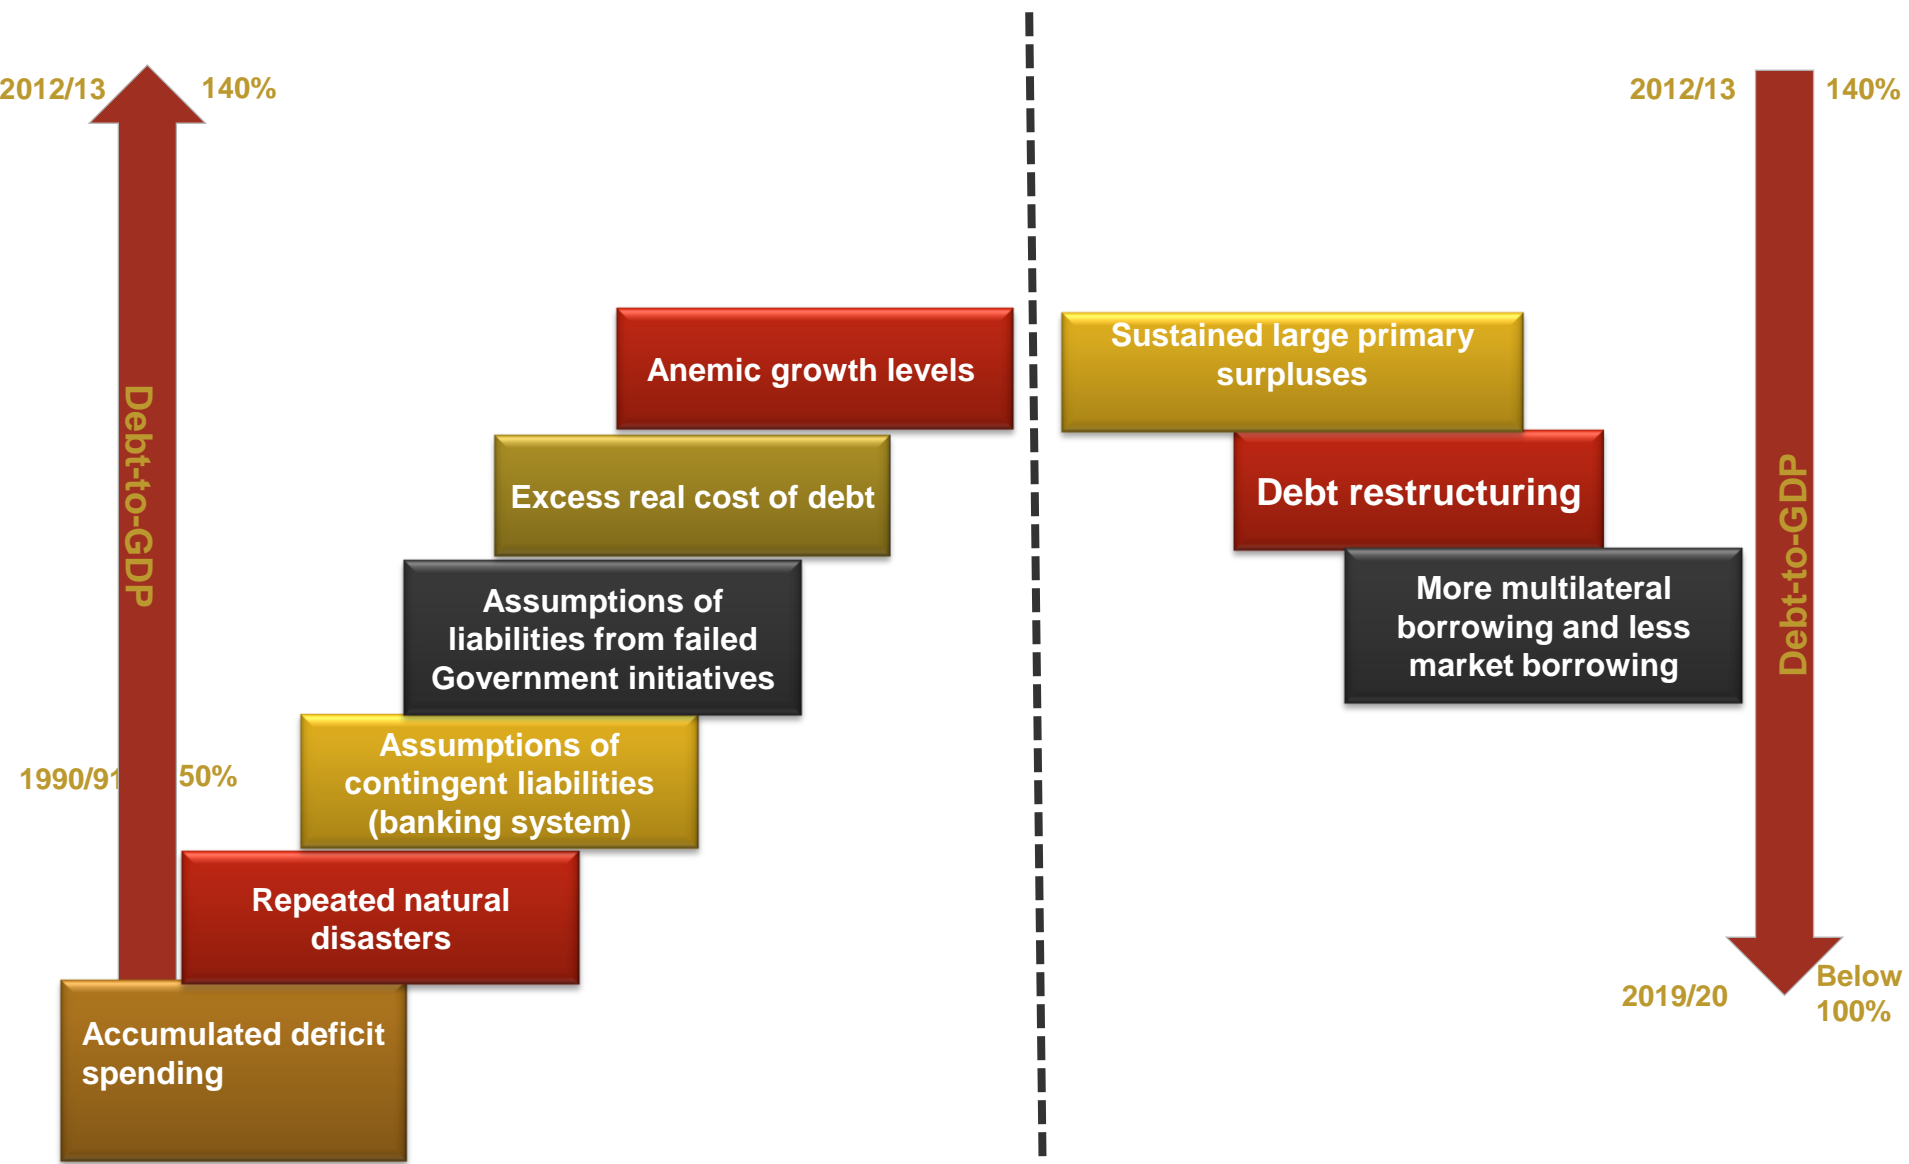 2012/13
140%
Debt-to-GDP
1990/91
50%
Anemic growth levels
Excess real cost of debt
Assumptions of
liabilities from failed
Government initiatives
Assumptions of
contingent liabilities
(banking system)
Repeated natural
disasters
Accumulated deficit
spending
2012/13
140%
Sustained large primary
surpluses
Debt restructuring
More multilateral
borrowing and less
market borrowing
Debt-to-GDP
2019/20
Below
100%